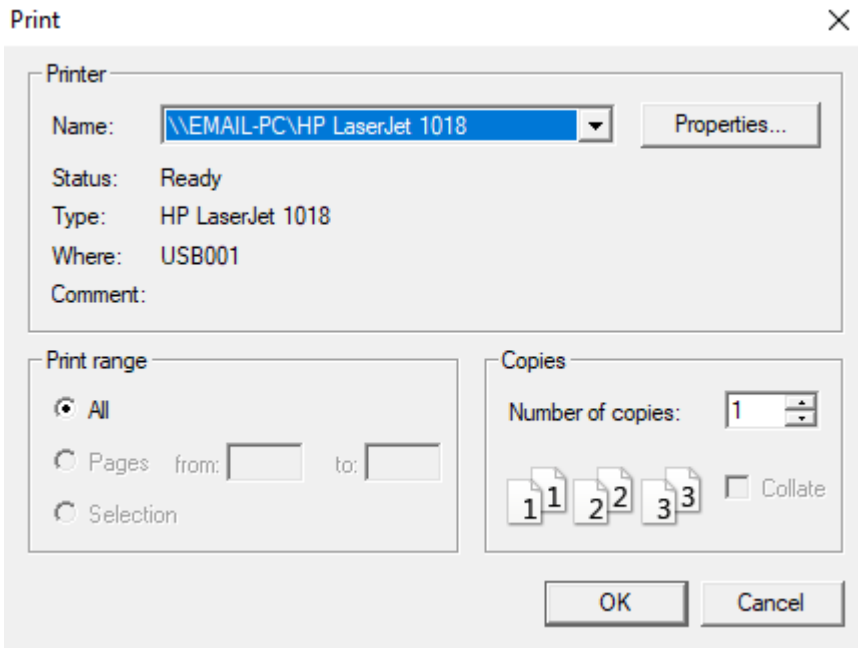 Print
Printer
Name: \\EMAIL-PC\HP LaserJet 1018 Properties...
Status: Ready
Type: HP LaserJet 1018
Where: USB001
Comment:
Print range
All
Pages from: to:
Selection
Copies
Number of copies: 1
1 1 2 2 3 3 Collate
OK Cancel